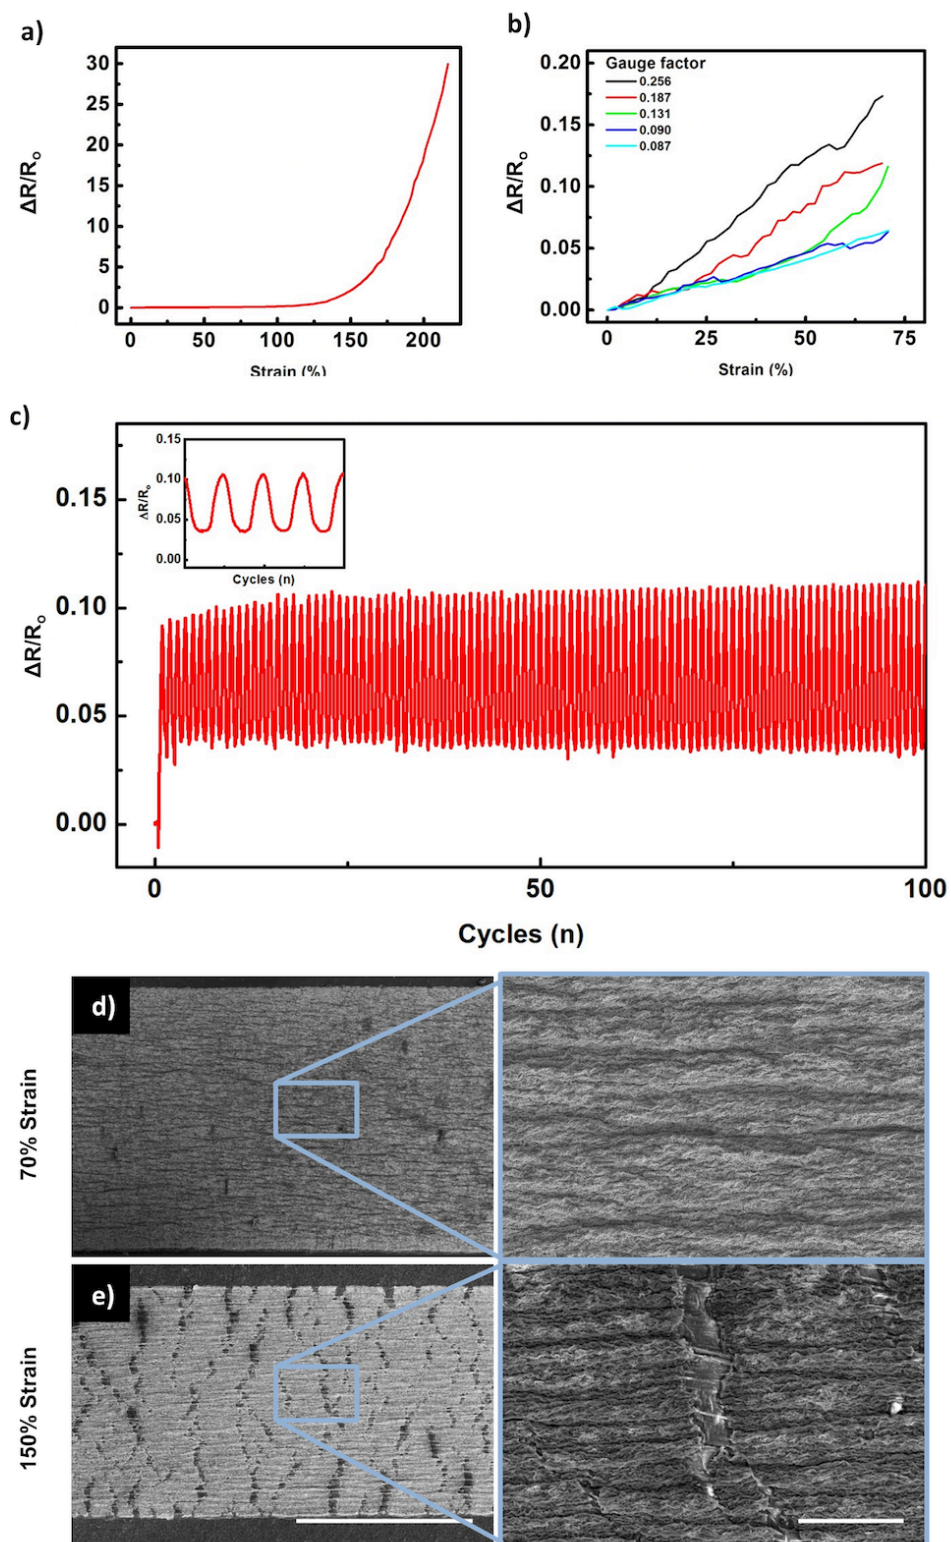 a)
30
25
20
15
10
5
0
ΔR/Ro
0 50 100 150 200
Strain (%)
b)
0.20
0.15
0.10
0.05
0.00
ΔR/Ro
Gauge factor
0.256
0.187
0.131
0.090
0.087
0 25 50 75
Strain (%)
c)
0.15
0.10
0.05
0.00
ΔR/Ro
0.15
0.10
0.05
0.00
ΔR/Ro
Cycles (n)
0 50 100
Cycles (n)
d)
70% Strain
e)
150% Strain